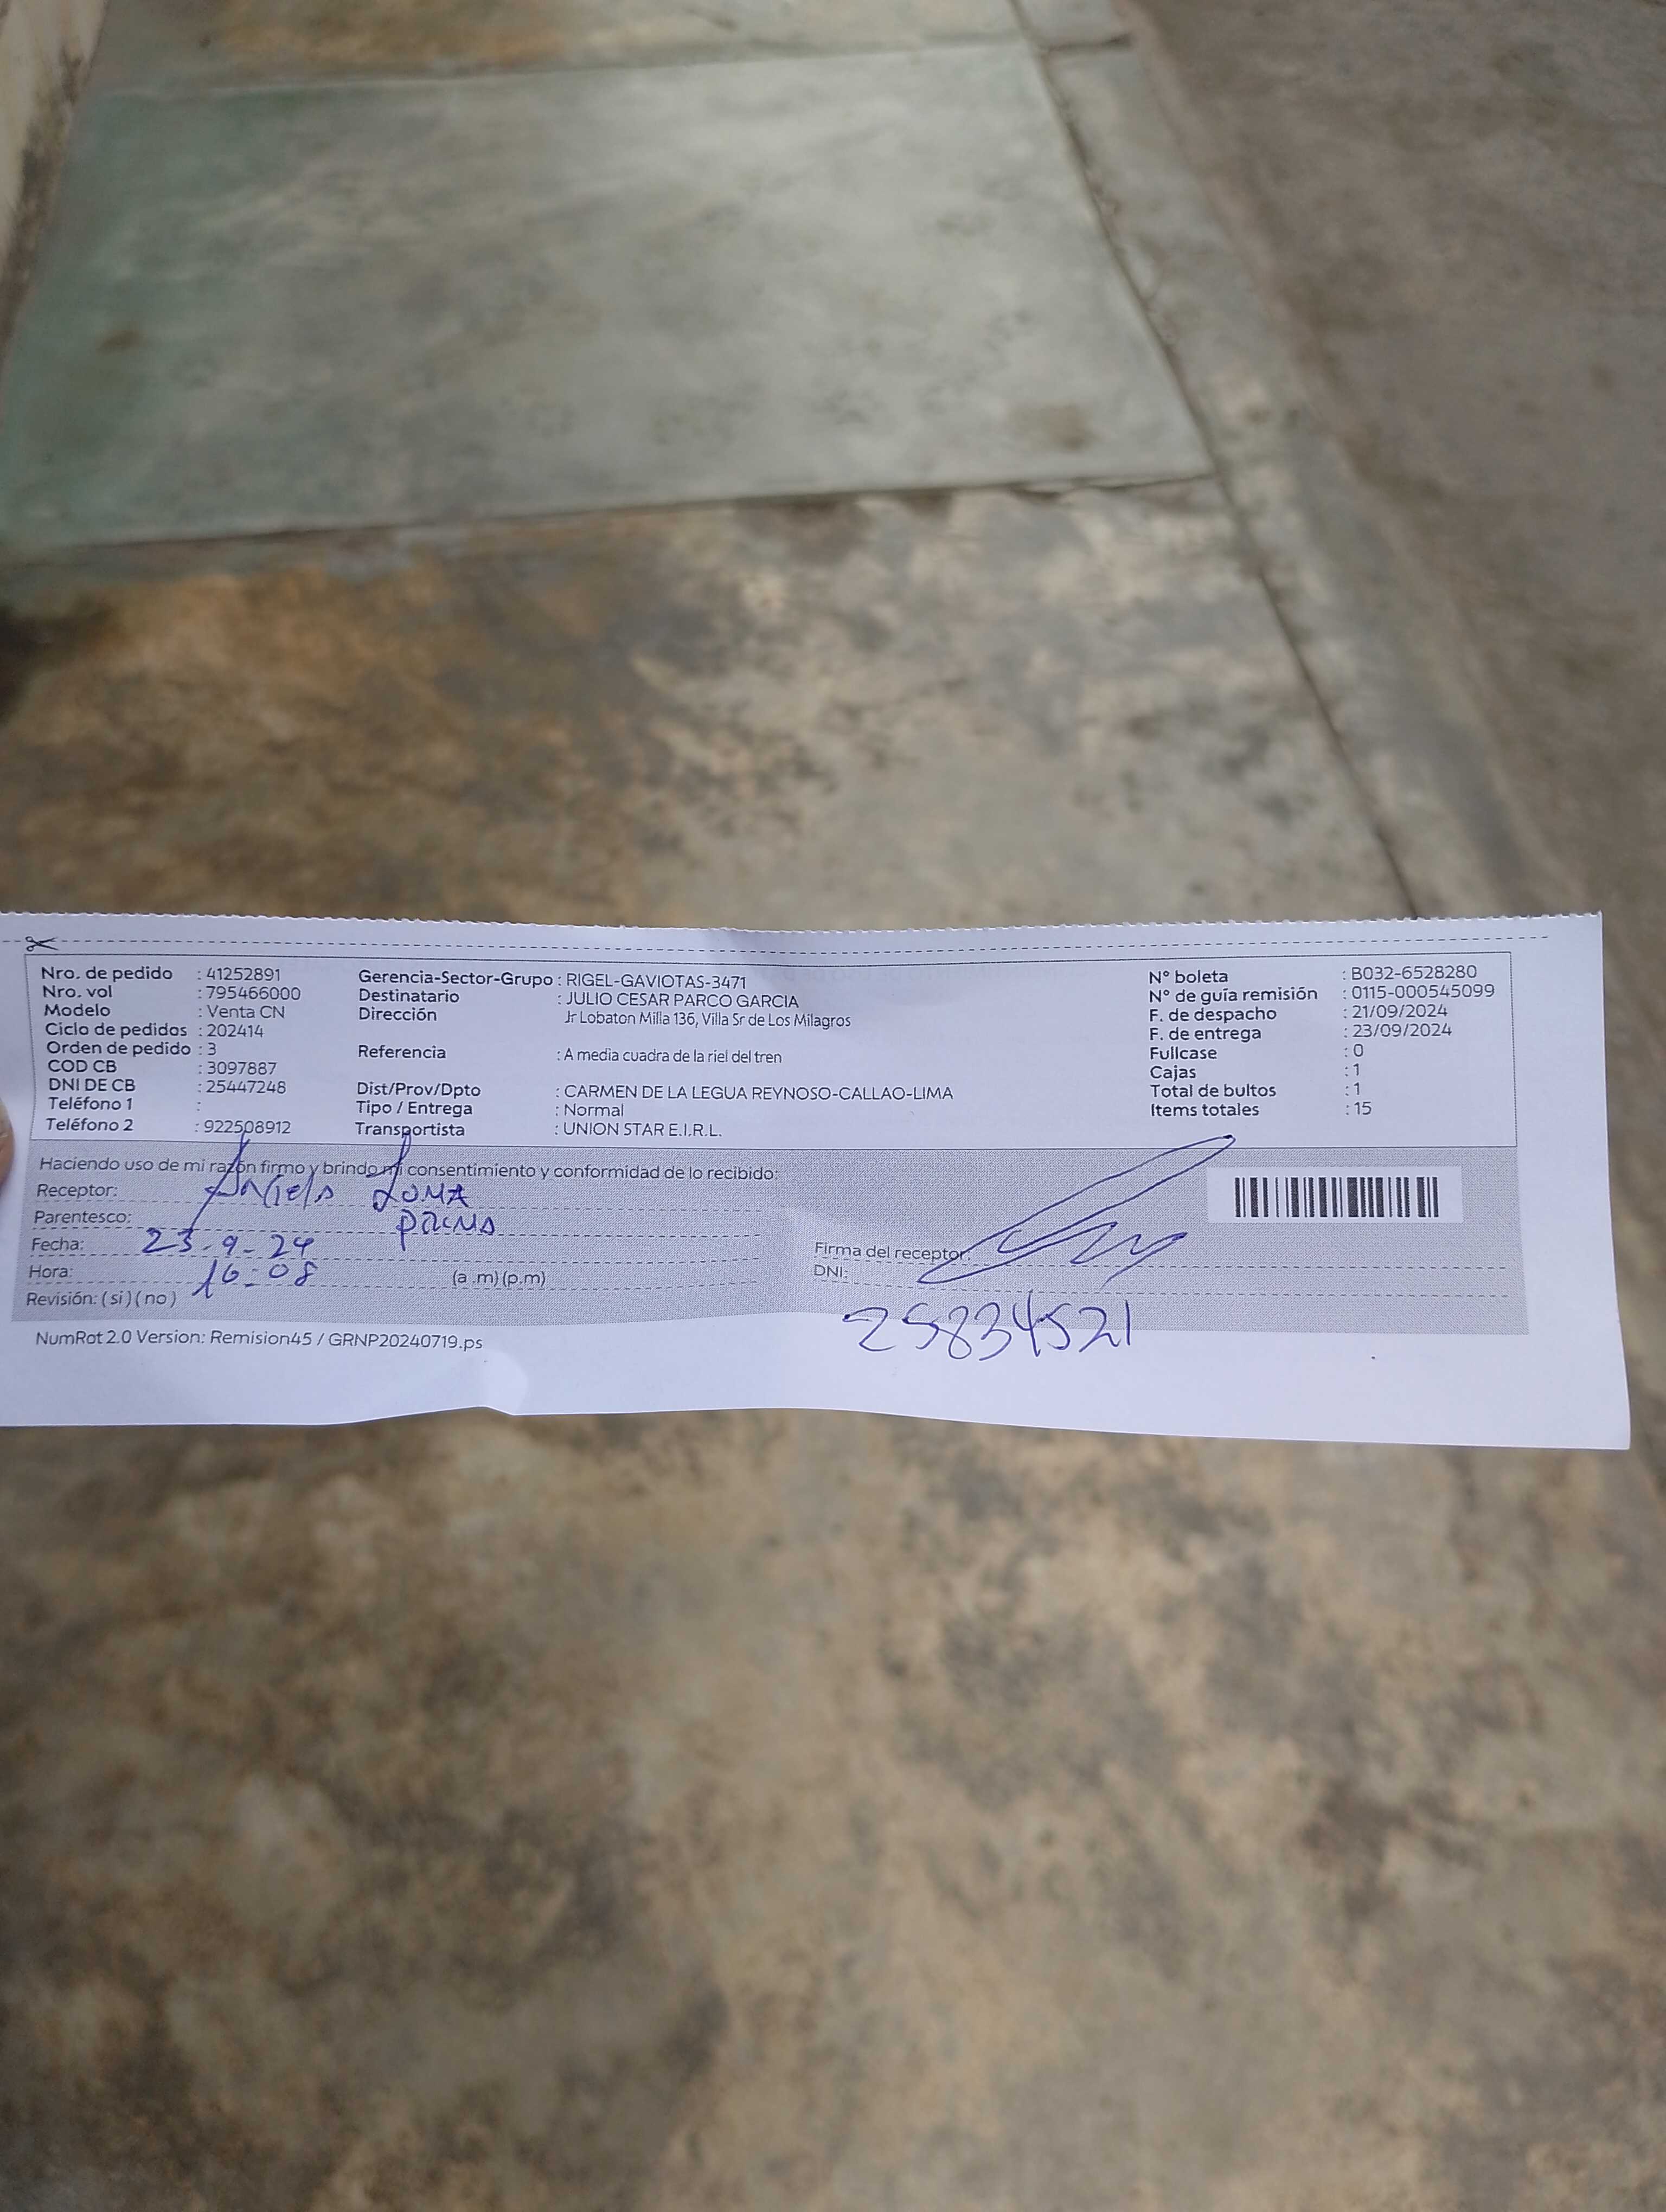 Nro. de pedido : 41252891
Nro. vol : 795466000
Modelo : Venta CN
Ciclo de pedidos : 202414
Orden de pedido : 3
COD CB : 3097887
DNI DE CB : 25447248
Teléfono 1 :
Teléfono 2 : 922508912
Gerencia-Sector-Grupo : RIGEL-GAVIOTAS-3471
Destinatario : JULIO CESAR PARCO GARCIA
Dirección Jr Lobaton Milla 136, Villa Sr de Los Milagros
Referencia : A media cuadra de la riel del tren
Dist/Prov/Dpto : CARMEN DE LA LEGUA REYNOSO-CALLAO-LIMA
Tipo / Entrega : Normal
Transportista : UNION STAR E.I.R.L.
N° boleta : B032-6528280
N° de guía remisión : 0115-000545099
F. de despacho : 21/09/2024
F. de entrega : 23/09/2024
Fullcase : 0
Cajas : 1
Total de bultos : 1
Items totales : 15
Haciendo uso de mi razón firmo y brindo mi consentimiento y conformidad de lo recibido:
Receptor: LUMA
Parentesco:
Fecha: 23-9-24
Hora: 16:08 (a .m) (p.m)
Revisión: ( si ) ( no )
Firma del receptor:
DNI:
25834521
NumRot 2.0 Version: Remision45 / GRNP20240719.ps